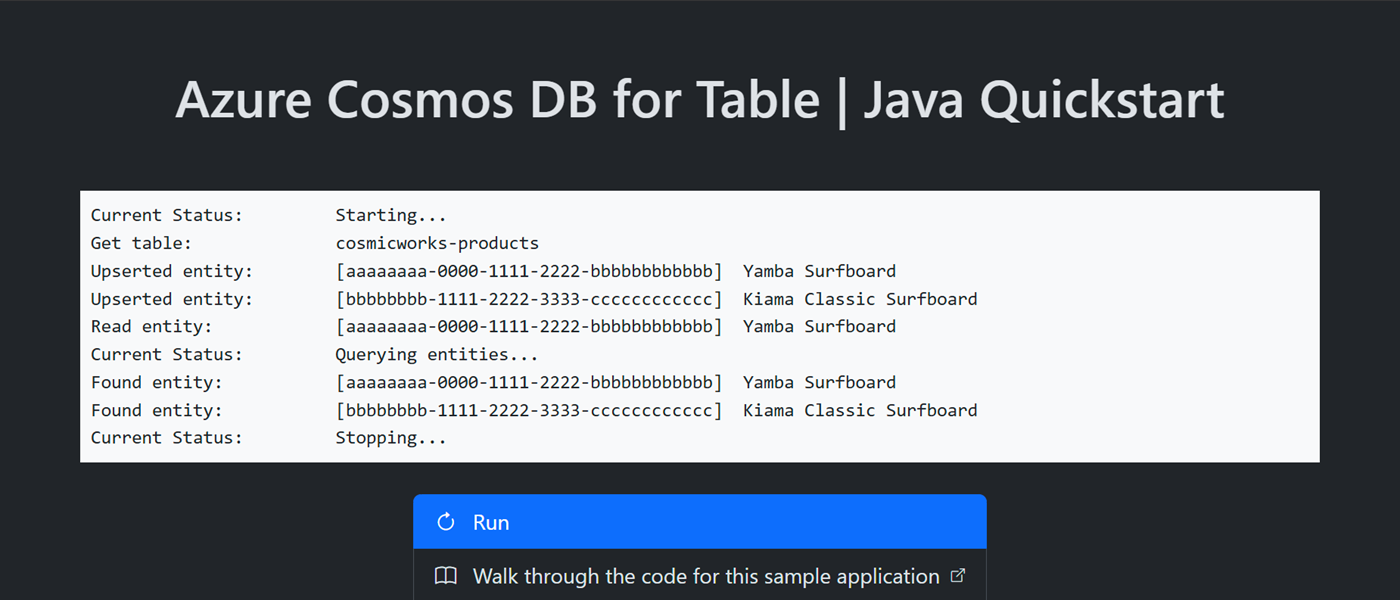 Azure Cosmos DB for Table | Java Quickstart
Current Status: Starting...
Get table: cosmicworks-products
Upserted entity: [aaaaaaaa-0000-1111-2222-bbbbbbbbbbbb] Yamba Surfboard
Upserted entity: [bbbbbbbb-1111-2222-3333-cccccccccccc] Kiama Classic Surfboard
Read entity: [aaaaaaaa-0000-1111-2222-bbbbbbbbbbbb] Yamba Surfboard
Current Status: Querying entities...
Found entity: [aaaaaaaa-0000-1111-2222-bbbbbbbbbbbb] Yamba Surfboard
Found entity: [bbbbbbbb-1111-2222-3333-cccccccccccc] Kiama Classic Surfboard
Current Status: Stopping...
Run
Walk through the code for this sample application